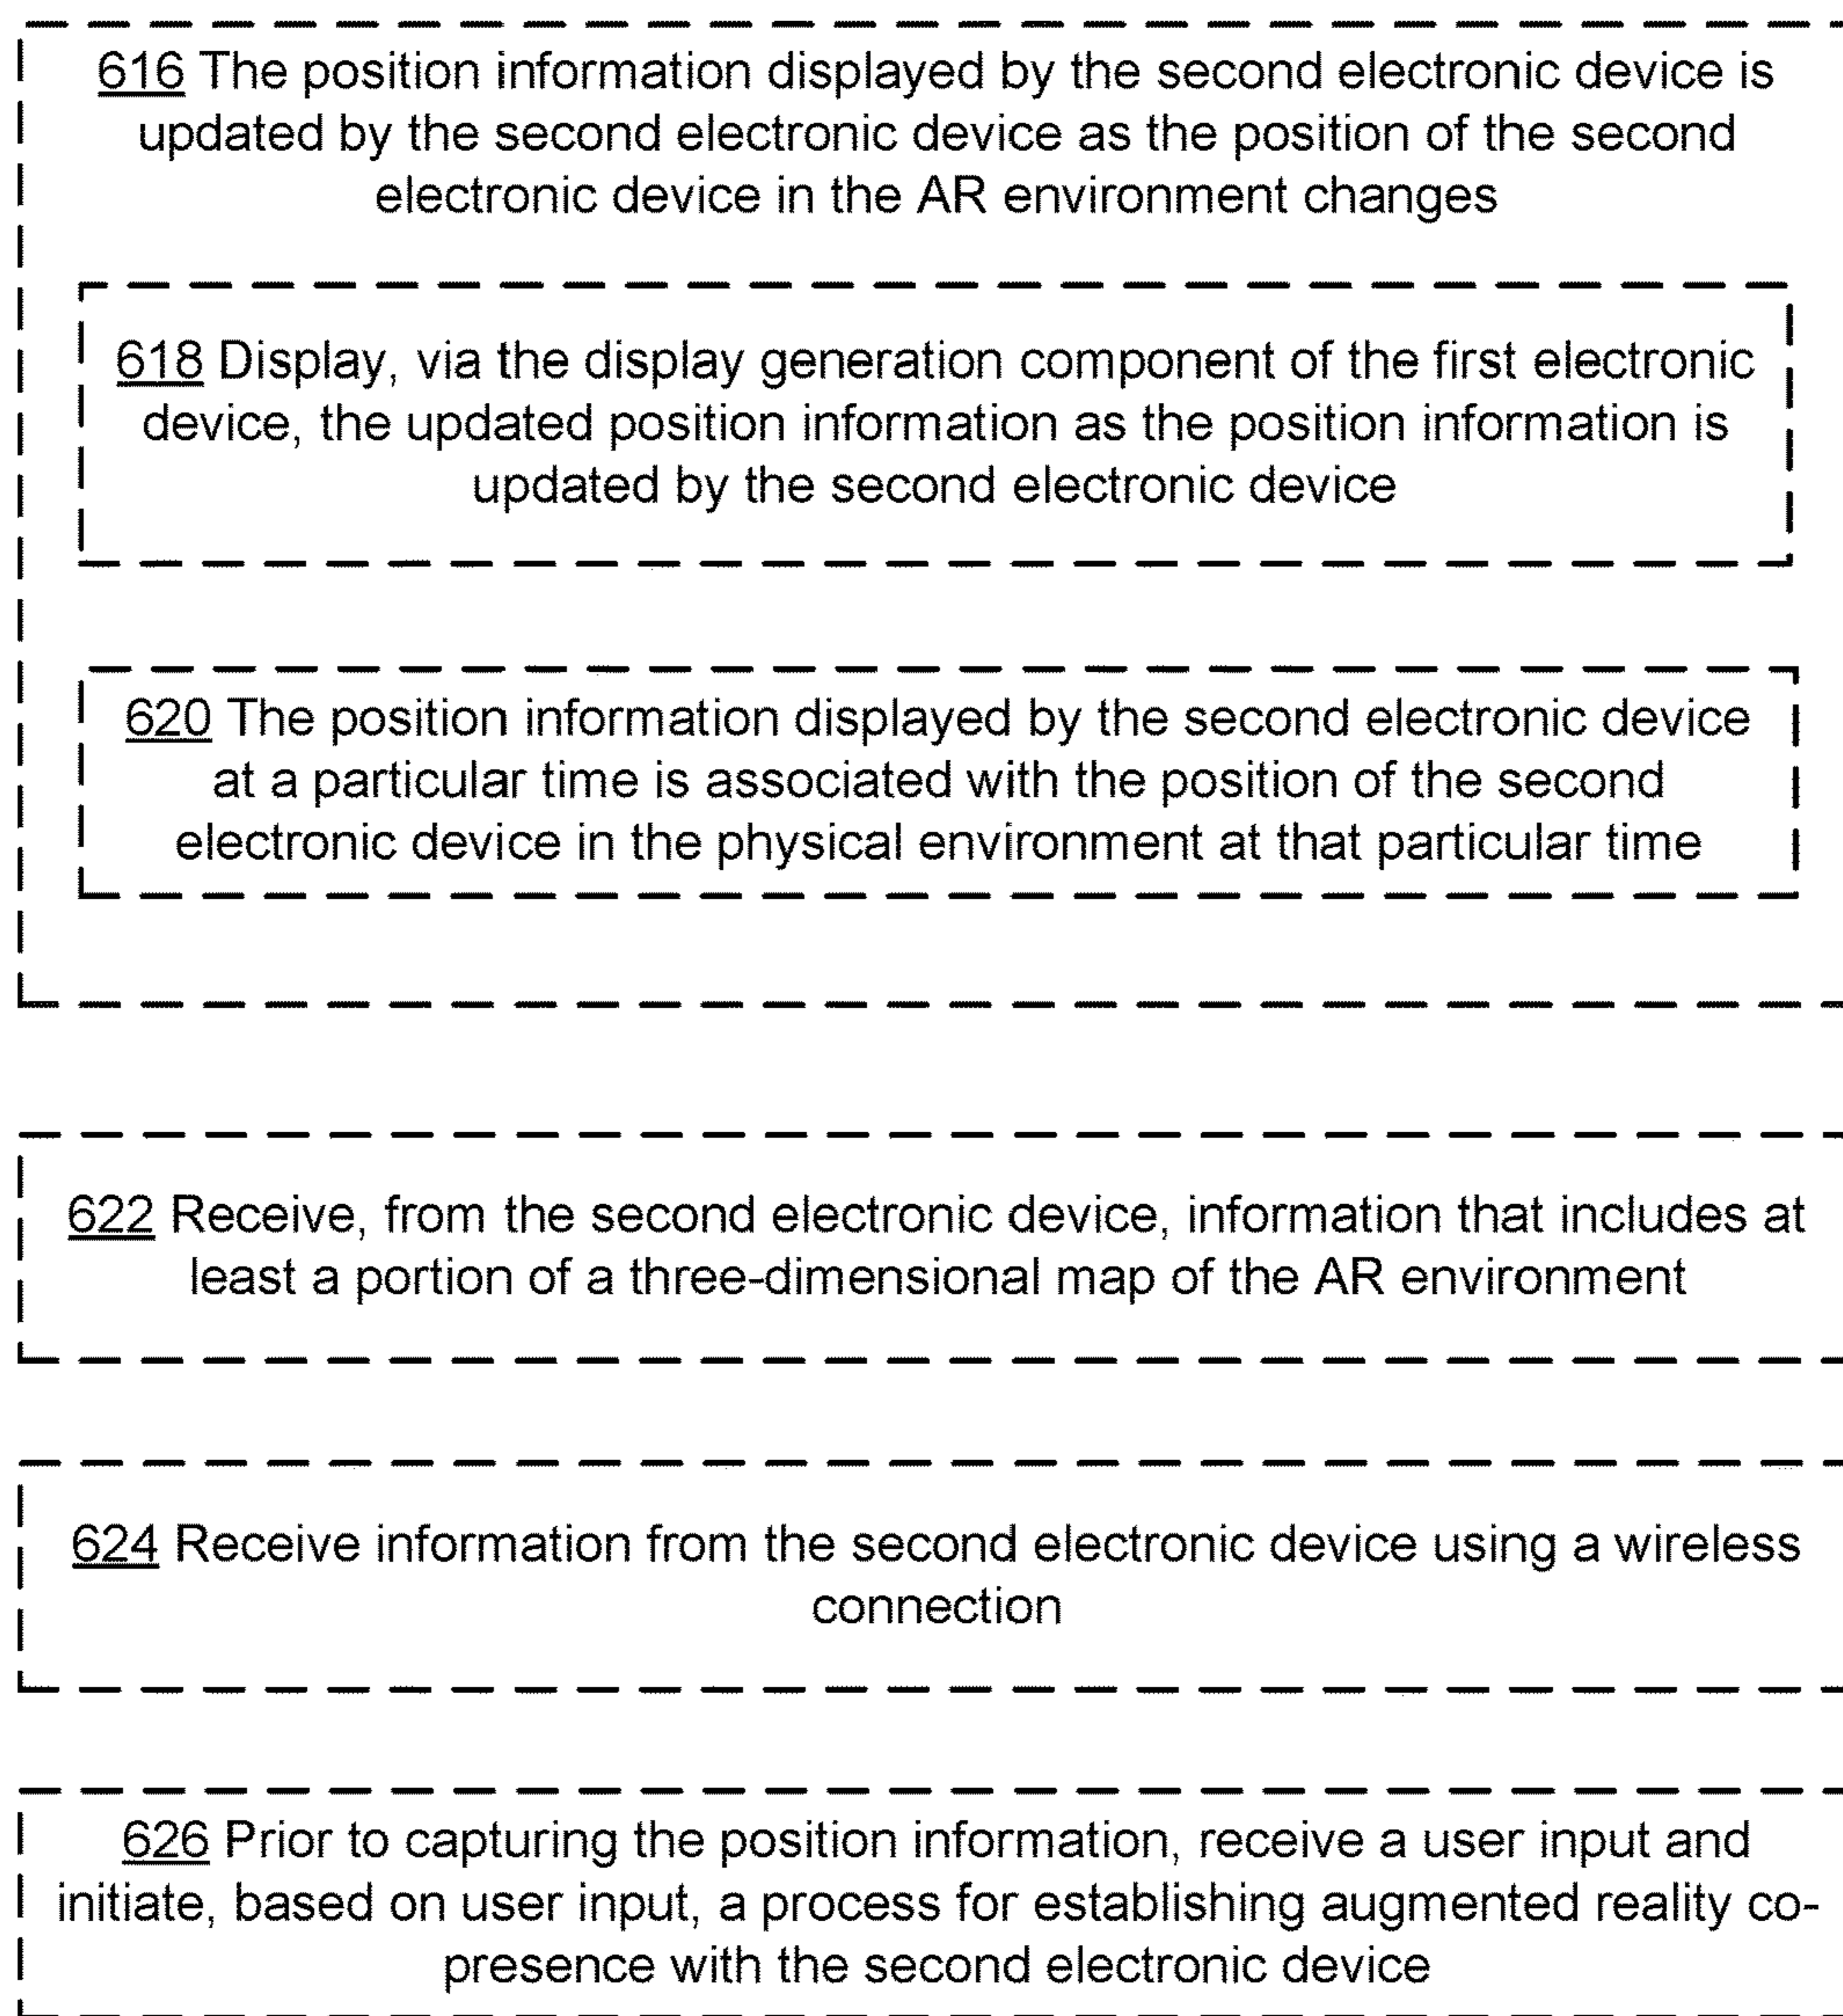 616 The position information displayed by the second electronic device is
updated by the second electronic device as the position of the second
electronic device in the AR environment changes
618 Display, via the display generation component of the first electronic
device, the updated position information as the position information is
updated by the second electronic device
620 The position information displayed by the second electronic device
at a particular time is associated with the position of the second
electronic device in the physical environment at that particular time
622 Receive, from the second electronic device, information that includes at
least a portion of a three-dimensional map of the AR environment
624 Receive information from the second electronic device using a wireless
connection
626 Prior to capturing the position information, receive a user input and
initiate, based on user input, a process for establishing augmented reality co-
presence with the second electronic device